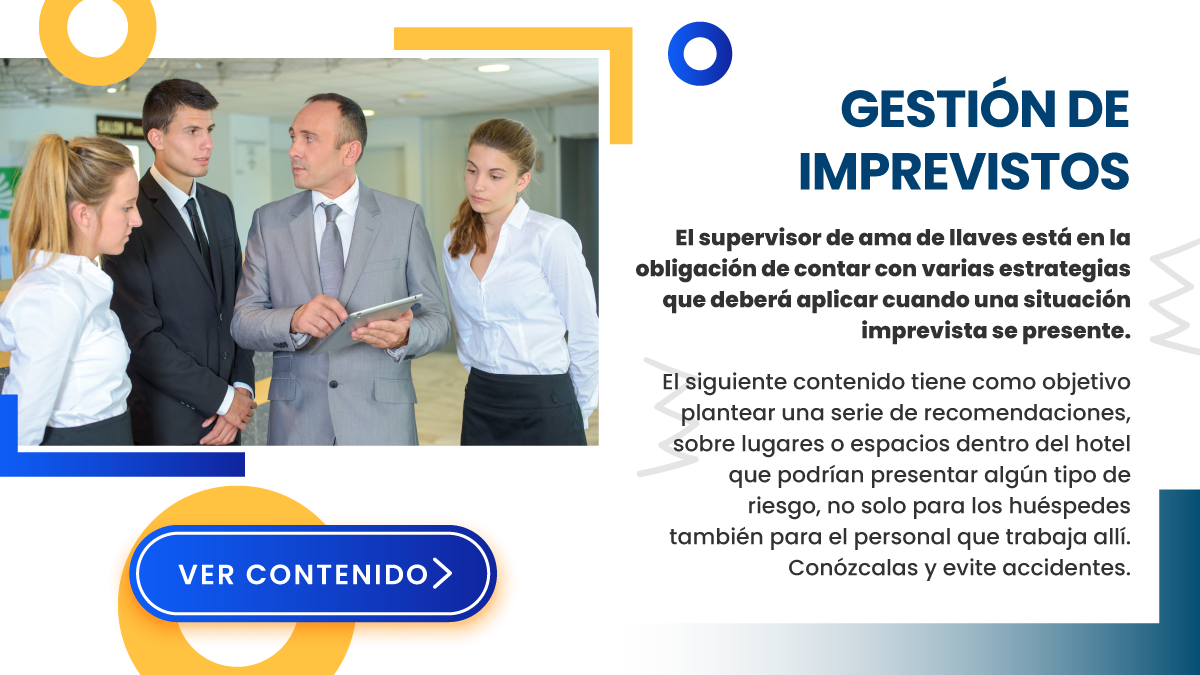 SALON
GESTIÓN DE
IMPREVISTOS
El supervisor de ama de llaves está en la
obligación de contar con varias estrategias
que deberá aplicar cuando una situación
imprevista se presente.
El siguiente contenido tiene como objetivo
plantear una serie de recomendaciones,
sobre lugares o espacios dentro del hotel
que podrían presentar algún tipo de
riesgo, no solo para los huéspedes
también para el personal que trabaja allí.
Conózcalas y evite accidentes.
VER CONTENIDO